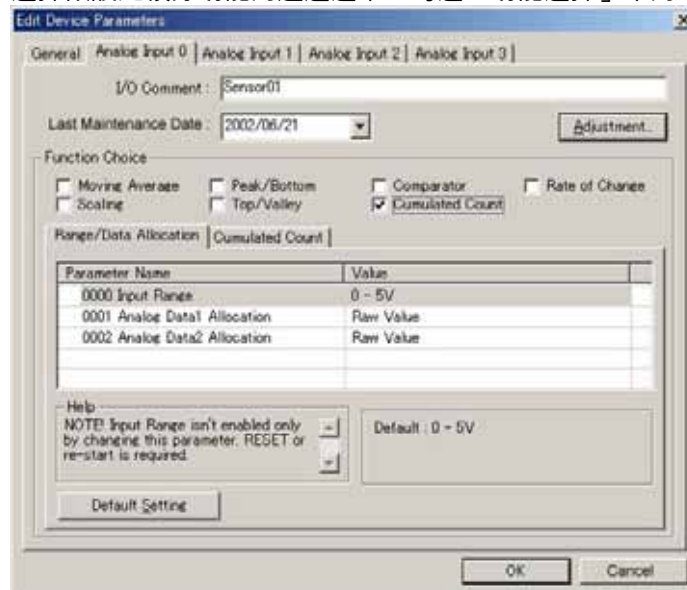 Edit Device Parameters
General Analog Input 0 Analog Input 1 Analog Input 2 Analog Input 3
I/O Comment : Sensor01
Last Maintenance Date : 2002/06/21 Adjustment..
Function Choice
Moving Average Peak/Bottom Comparator Rate of Change
Scaling Top/Valley Cumulated Count
Range/Data Allocation Cumulated Count
Parameter Name Value
0000 Input Range 0 - 5V
0001 Analog Data1 Allocation Raw Value
0002 Analog Data2 Allocation Raw Value
Help
NOTE! Input Range isn't enabled only
by changing this parameter. RESET or
re-start is required.
Default : 0 - 5V
Default Setting
OK Cancel